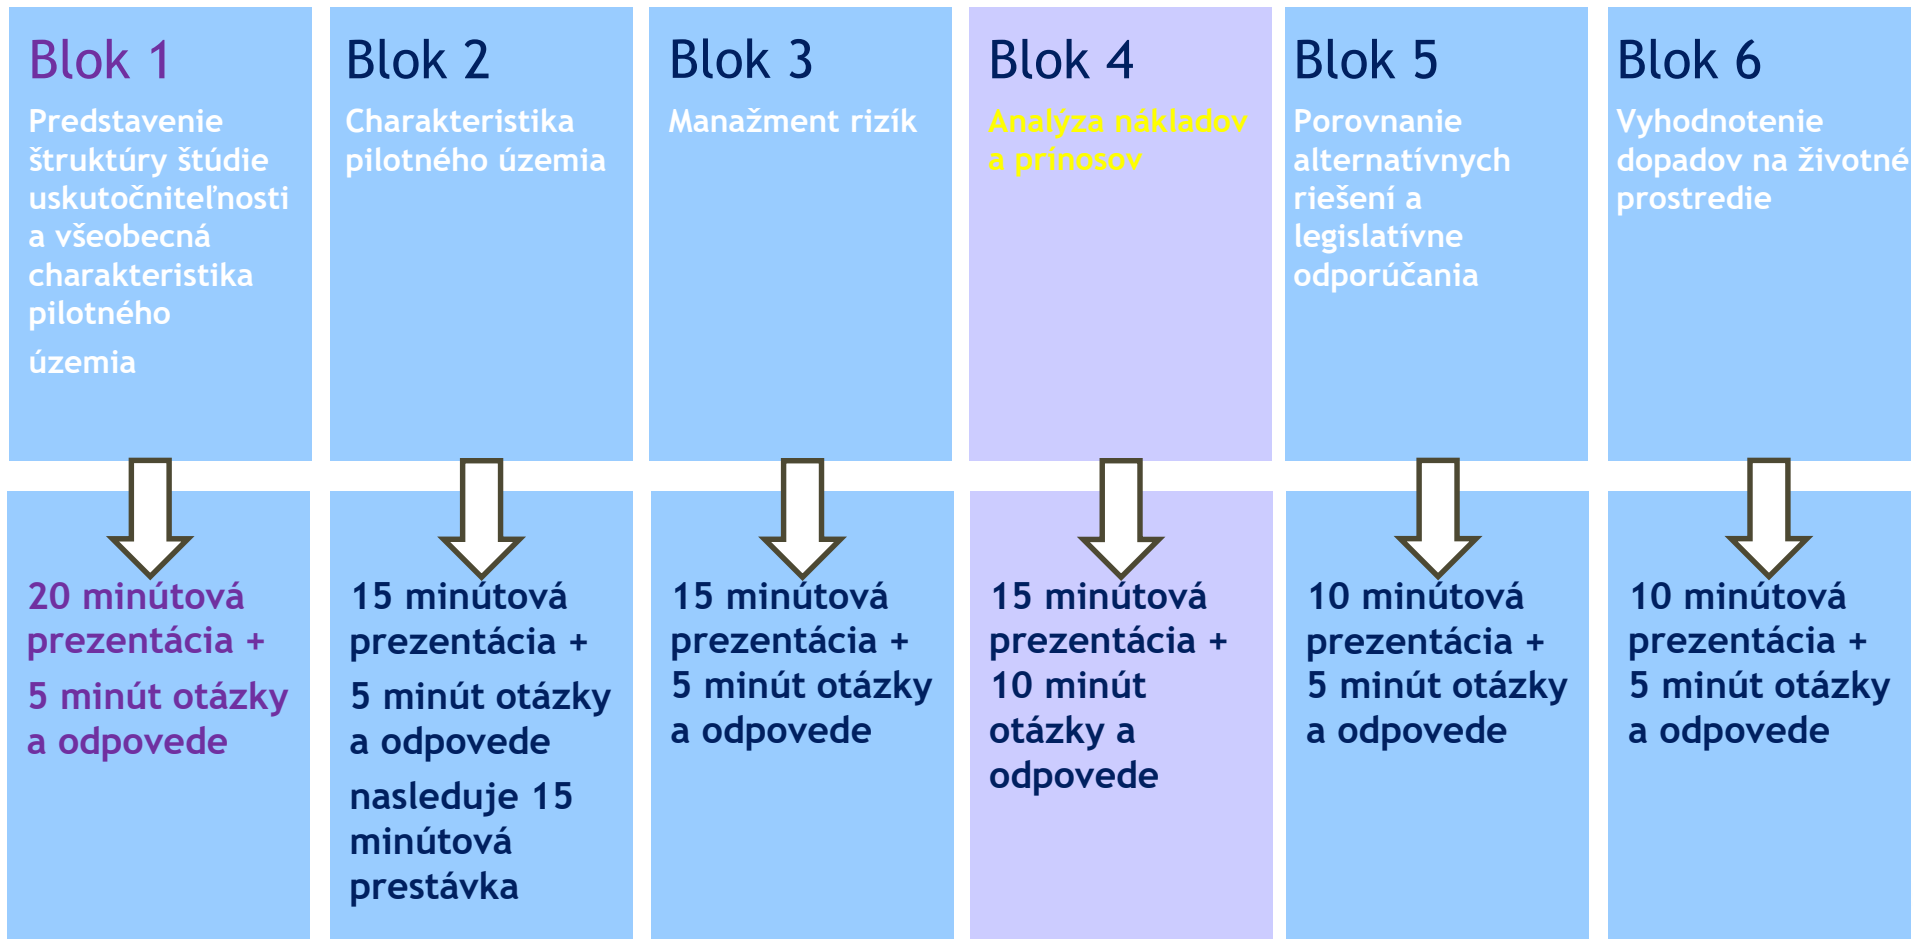 Blok 1
Predstavenie
štruktúry štúdie
uskutočniteľnosti
a všeobecná
charakteristika
pilotného
územia
20 minútová
prezentácia +
5 minút otázky
a odpovede
Blok 2
Charakteristika
pilotného územia
15 minútová
prezentácia +
5 minút otázky
a odpovede
nasleduje 15
minútová
prestávka
Blok 3
Manažment rizík
15 minútová
prezentácia +
5 minút otázky
a odpovede
Blok 4
Analýza nákladov
a prínosov
15 minútová
prezentácia +
10 minút
otázky a
odpovede
Blok 5
Porovnanie
alternatívnych
riešení a
legislatívne
odporúčania
10 minútová
prezentácia +
5 minút otázky
a odpovede
Blok 6
Vyhodnotenie
dopadov na životné
prostredie
10 minútová
prezentácia +
5 minút otázky
a odpovede